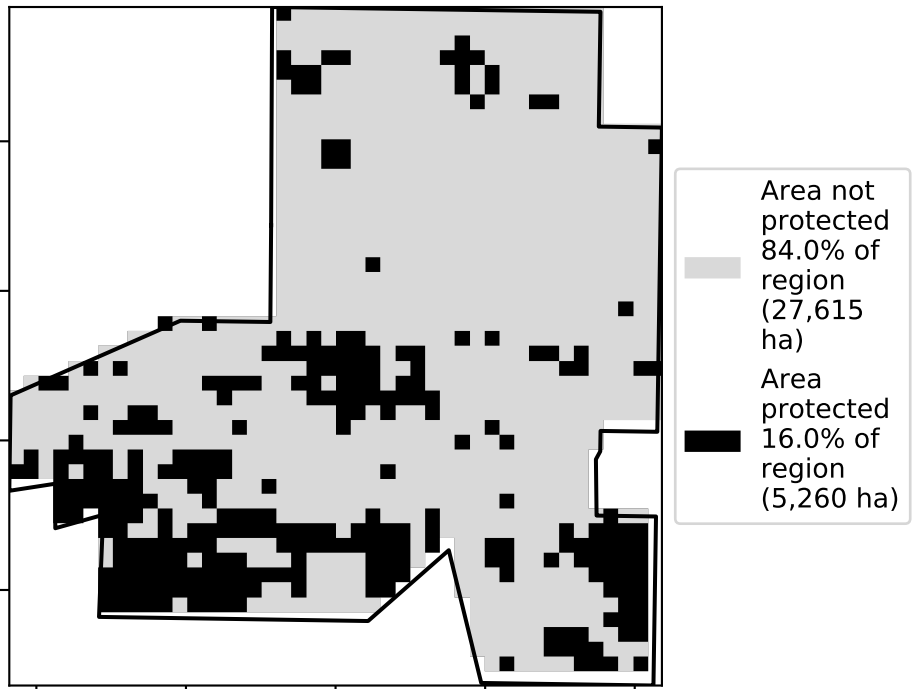 Area not
protected
84.0% of
region
(27,615
ha)
Area
protected
16.0% of
region
(5,260 ha)